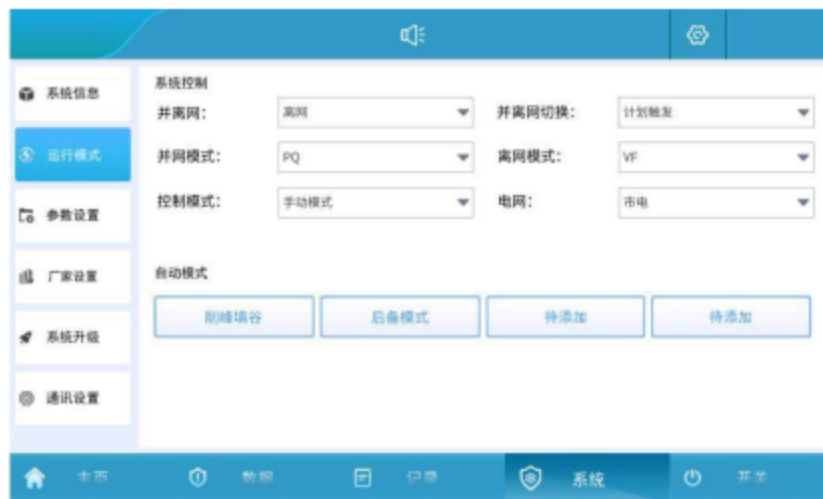 系统信息
运行模式
参数设置
厂家设置
系统升级
通讯设置
系统控制
并离网： 离网 并离网切换： 计划触发
并网模式： PQ 离网模式： VF
控制模式： 手动模式 电网： 市电
自动模式
削峰填谷 后备模式 待添加 待添加
主页 数据 记录 系统 开关